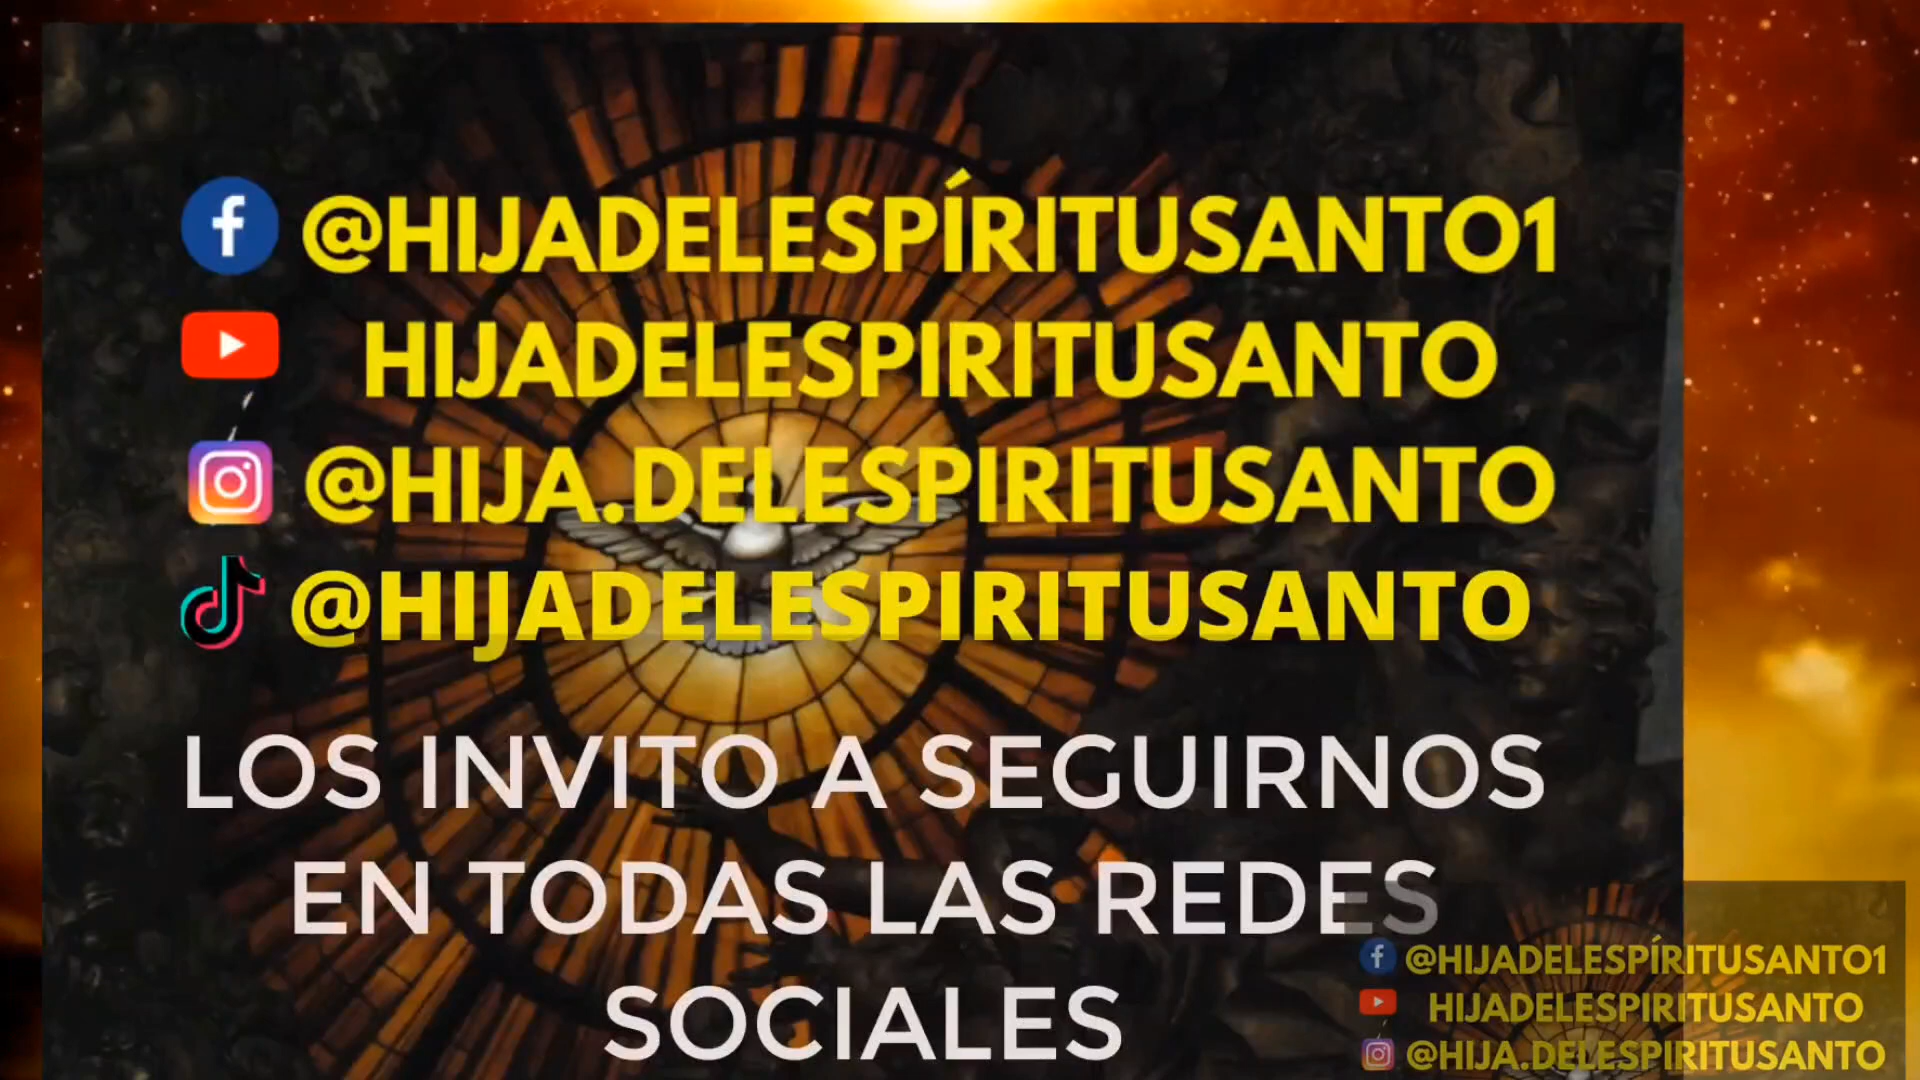 @HIJADELESPÍRITUSANTO1
HIJADELESPIRITUSANTO
@HIJA.DELESPIRITUSANTO
@HIJADELESPIRITUSANTO
LOS INVITO A SEGUIRNOS
EN TODAS LAS REDES
SOCIALES
@HIJADELESPÍRITUSANTO1
HIJADELESPIRITUSANTO
@HIJA.DELESPIRITUSANTO